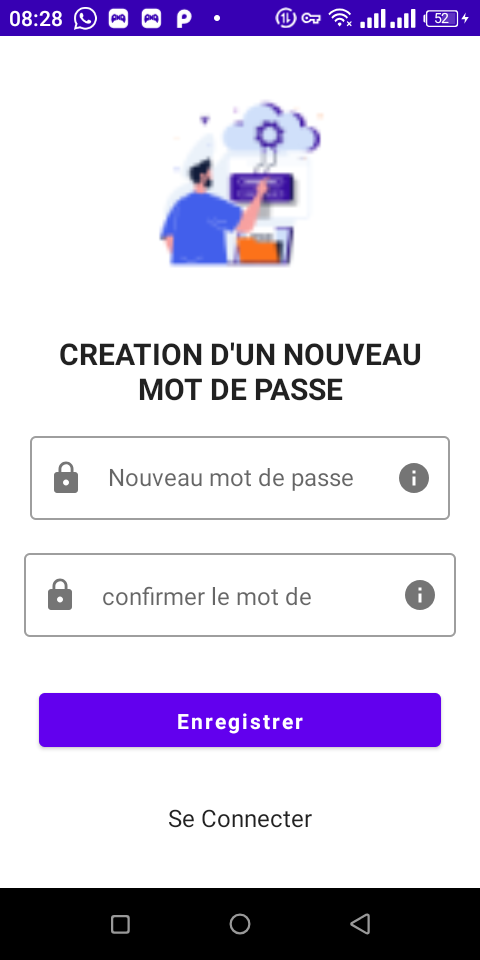 08:28
52
CREATION D'UN NOUVEAU
MOT DE PASSE
Nouveau mot de passe
confirmer le mot de
Enregistrer
Se Connecter